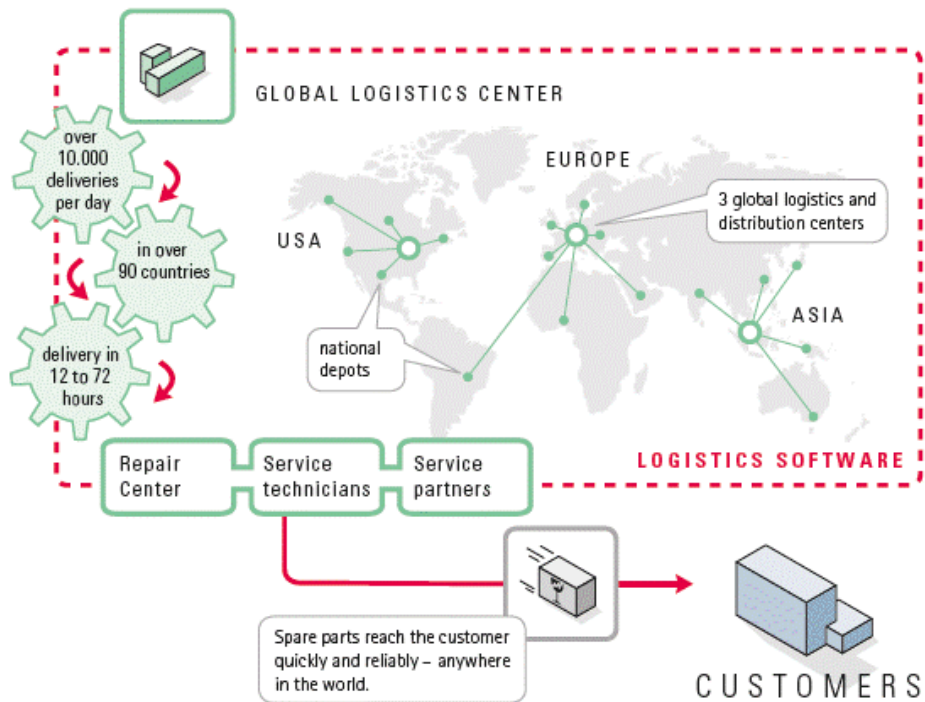 GLOBAL LOGISTICS CENTER
over
10.000
deliveries
per day
in over
90 countries
delivery in
12 to 72
hours
USA
EUROPE
3 global logistics and
distribution centers
ASIA
national
depots
LOGISTICS SOFTWARE
Repair
Center
Service
technicians
Service
partners
Spare parts reach the customer
quickly and reliably – anywhere
in the world.
CUSTOMERS